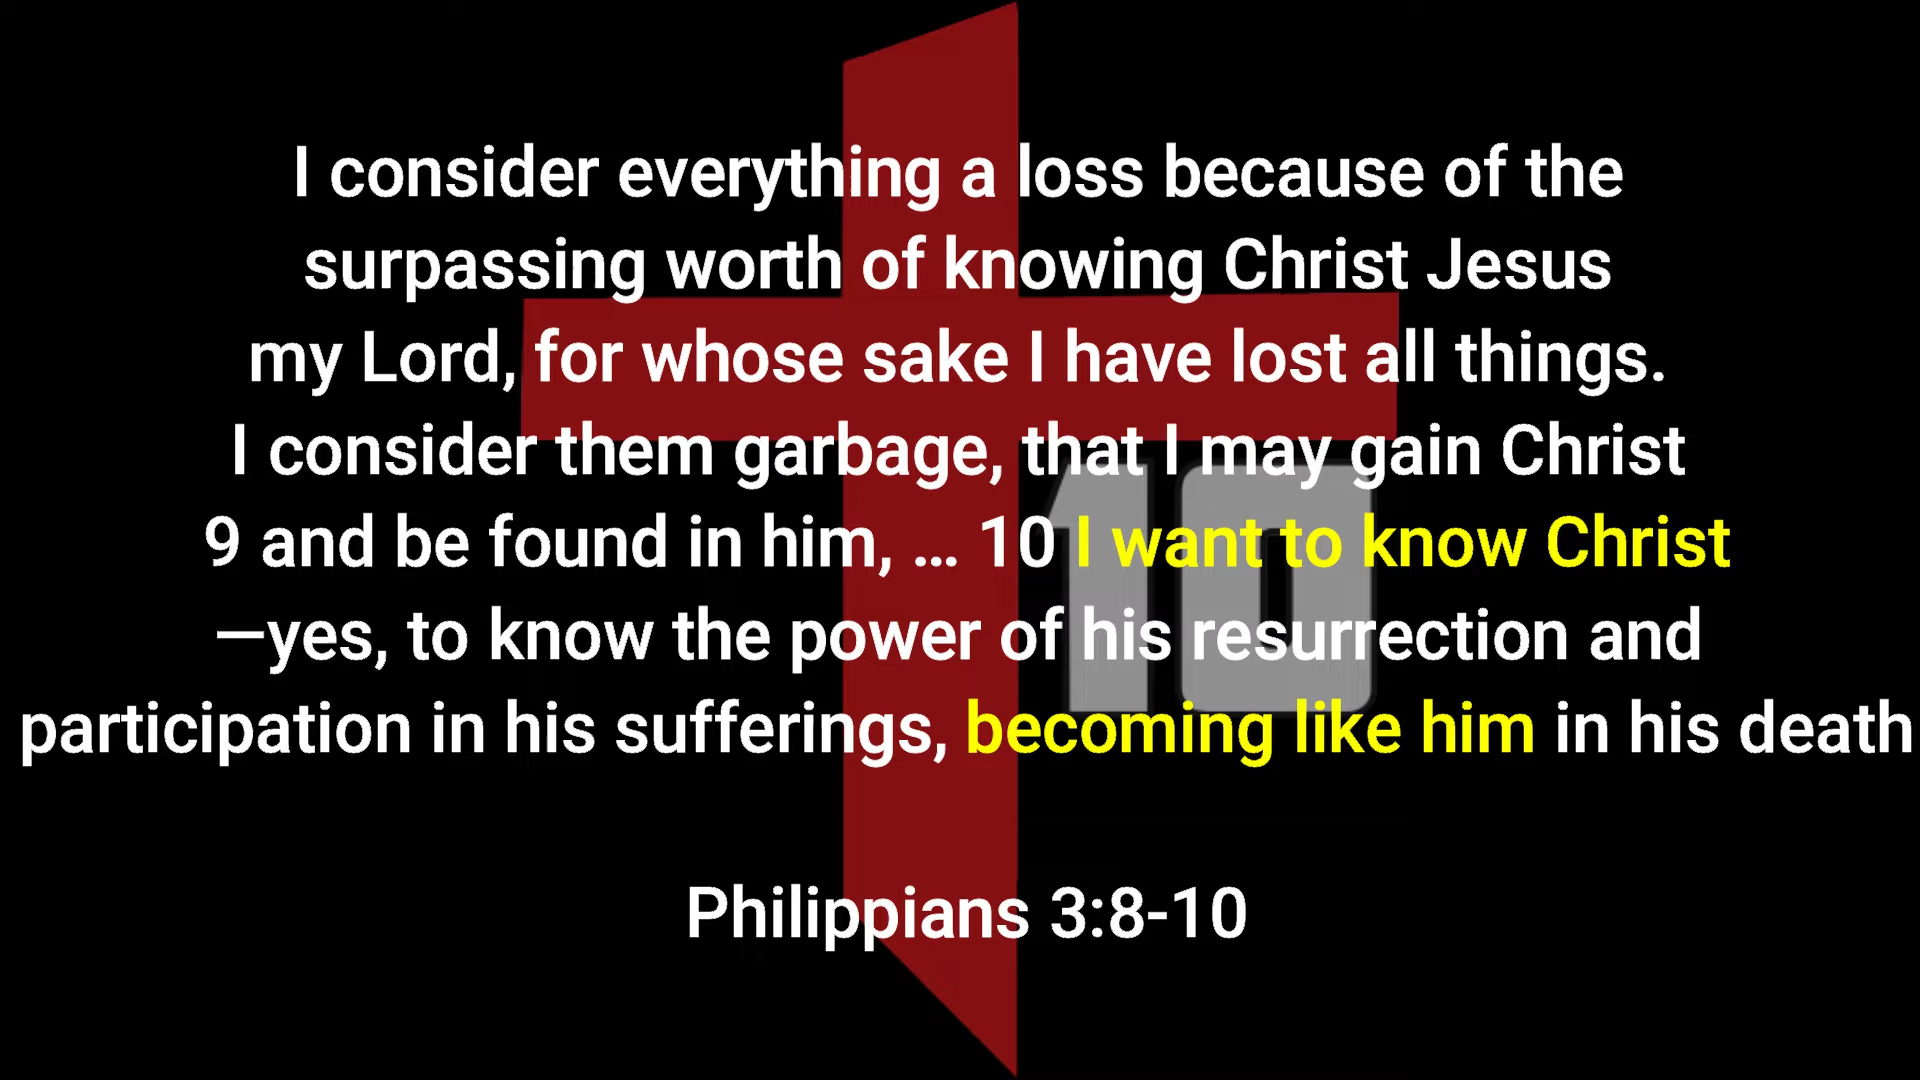 I consider everything a loss because of the
surpassing worth of knowing Christ Jesus
my Lord, for whose sake I have lost all things.
I consider them garbage, that I may gain Christ
9 and be found in him, ... 10 I want to know Christ
—yes, to know the power of his resurrection and
participation in his sufferings, becoming like him in his death
Philippians 3:8-10
10